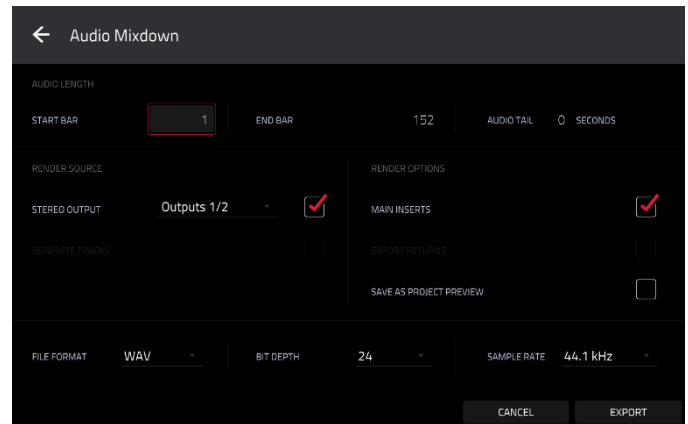 Audio Mixdown
AUDIO LENGTH
START BAR 1 END BAR 152 AUDIO TAIL 0 SECONDS
RENDER SOURCE RENDER OPTIONS
STEREO OUTPUT Outputs 1/2 MAIN INSERTS
SEPARATE TRACKS EXPORT RETURNS
SAVE AS PROJECT PREVIEW
FILE FORMAT WAV BIT DEPTH 24 SAMPLE RATE 44.1 kHz
CANCEL EXPORT